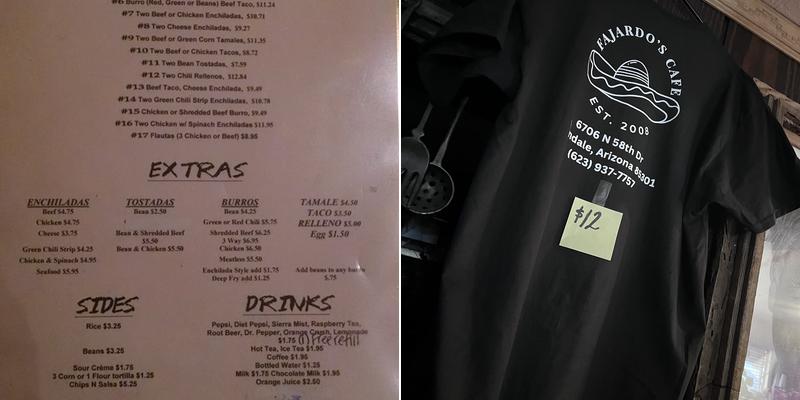 #6 Burro (Red, Green or Beans) Beef Taco, $11.24
#7 Two Beef or Chicken Enchiladas, $10.71
#8 Two Cheese Enchiladas, $9.27
#9 Two Beef or Green Corn Tamales, $11.35
#10 Two Beef or Chicken Tacos, $8.72
#11 Two Bean Tostadas, $7.59
#12 Two Chili Rellenos, $12.84
#13 Beef Taco, Cheese Enchilada, $9.49
#14 Two Green Chili Strip Enchiladas, $10.78
#15 Chicken or Shredded Beef Burro, $9.49
#16 Two Chicken w/ Spinach Enchiladas $11.95
#17 Flautas (3 Chicken or Beef) $8.95
EXTRAS
ENCHILADAS
Beef $4.75
Chicken $4.75
Cheese $3.75
Green Chili Strip $4.25
Chicken & Spinach $4.95
Seafood $5.95
TOSTADAS
Bean $2.50
Bean & Shredded Beef
$5.50
Bean & Chicken $5.50
BURROS
Bean $4.25
Green or Red Chili $5.75
Shredded Beef $6.25
3 Way $6.95
Chicken $6.50
Meatless $5.50
Enchilada Style add $1.75
Deep Fry add $1.25
TAMALE $4.50
TACO $3.50
RELLENO $5.00
Egg $1.50
Add beans to any burro
$.75
SIDES
Rice $3.25
Beans $3.25
Sour Crème $1.75
3 Corn or 1 Flour tortilla $1.25
Chips N Salsa $5.25
DRINKS
Pepsi, Diet Pepsi, Sierra Mist, Raspberry Tea,
Root Beer, Dr. Pepper, Orange Crush, Lemonade
$1.75 (1) Free refill
Hot Tea, Ice Tea $1.95
Coffee $1.95
Bottled Water $1.25
Milk $1.75 Chocolate Milk $1.95
Orange Juice $2.50
FAJARDO'S CAFE
EST. 2008
6706 N 58th Dr,
ndale, Arizona 85301
(623) 937-7757
$12